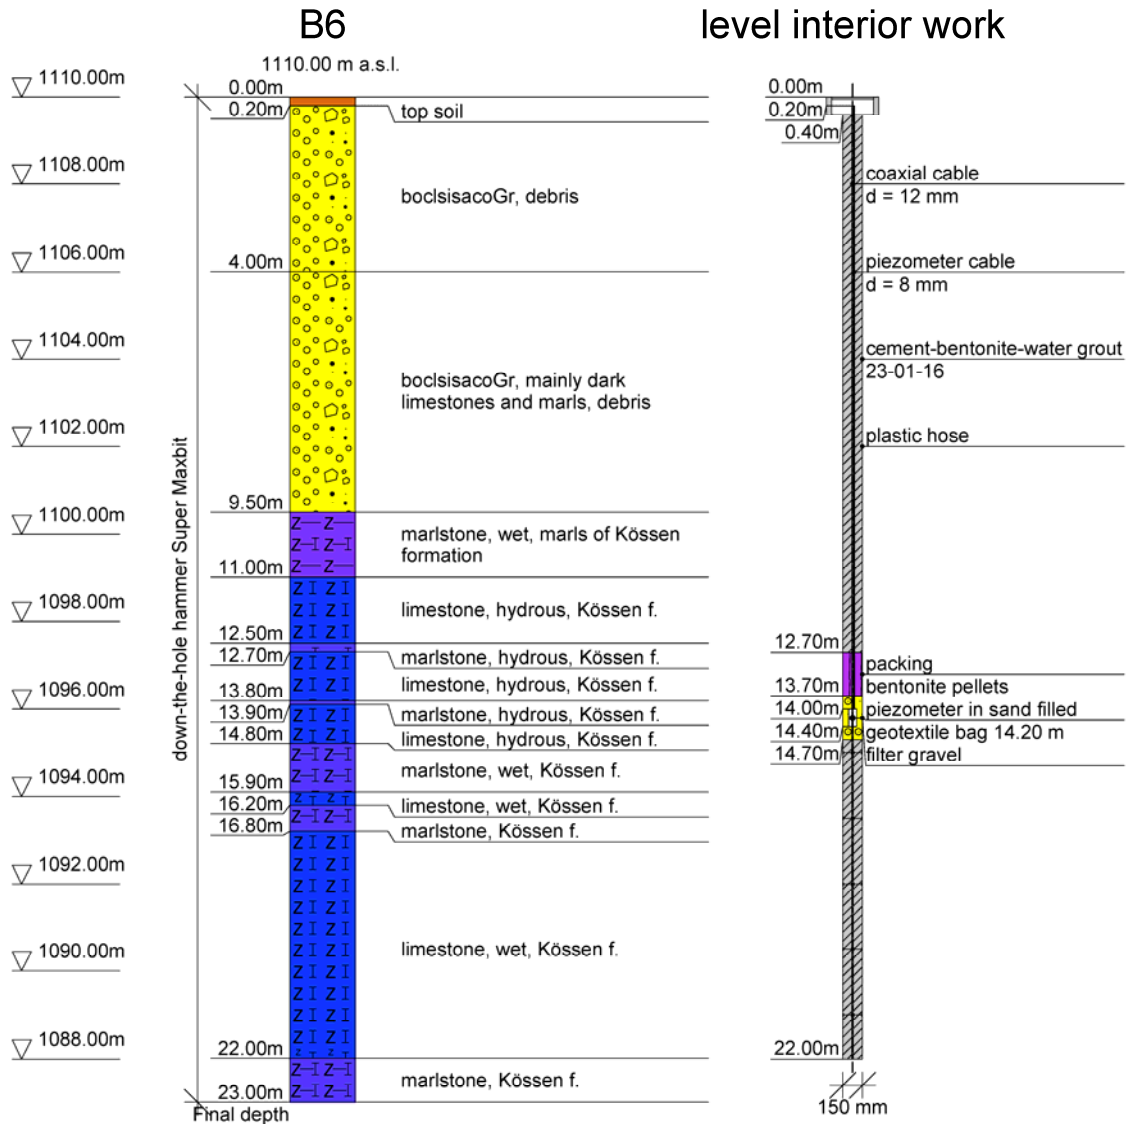 B6
level interior work
1110.00 m a.s.l.
1110.00m
1108.00m
1106.00m
1104.00m
1102.00m
1100.00m
1098.00m
1096.00m
1094.00m
1092.00m
1090.00m
1088.00m
down-the-hole hammer Super Maxbit
0.00m
0.20m
4.00m
9.50m
11.00m
12.50m
12.70m
13.80m
13.90m
14.80m
15.90m
16.20m
16.80m
22.00m
23.00m
Final depth
top soil
boclsisacoGr, debris
boclsisacoGr, mainly dark
limestones and marls, debris
marlstone, wet, marls of Kössen
formation
limestone, hydrous, Kössen f.
marlstone, hydrous, Kössen f.
limestone, hydrous, Kössen f.
marlstone, hydrous, Kössen f.
limestone, hydrous, Kössen f.
marlstone, wet, Kössen f.
limestone, wet, Kössen f.
marlstone, Kössen f.
limestone, wet, Kössen f.
marlstone, Kössen f.
0.00m
0.20m
0.40m
12.70m
13.70m
14.00m
14.40m
14.70m
22.00m
150 mm
coaxial cable
d = 12 mm
piezometer cable
d = 8 mm
cement-bentonite-water grout
23-01-16
plastic hose
packing
bentonite pellets
piezometer in sand filled
geotextile bag 14.20 m
filter gravel